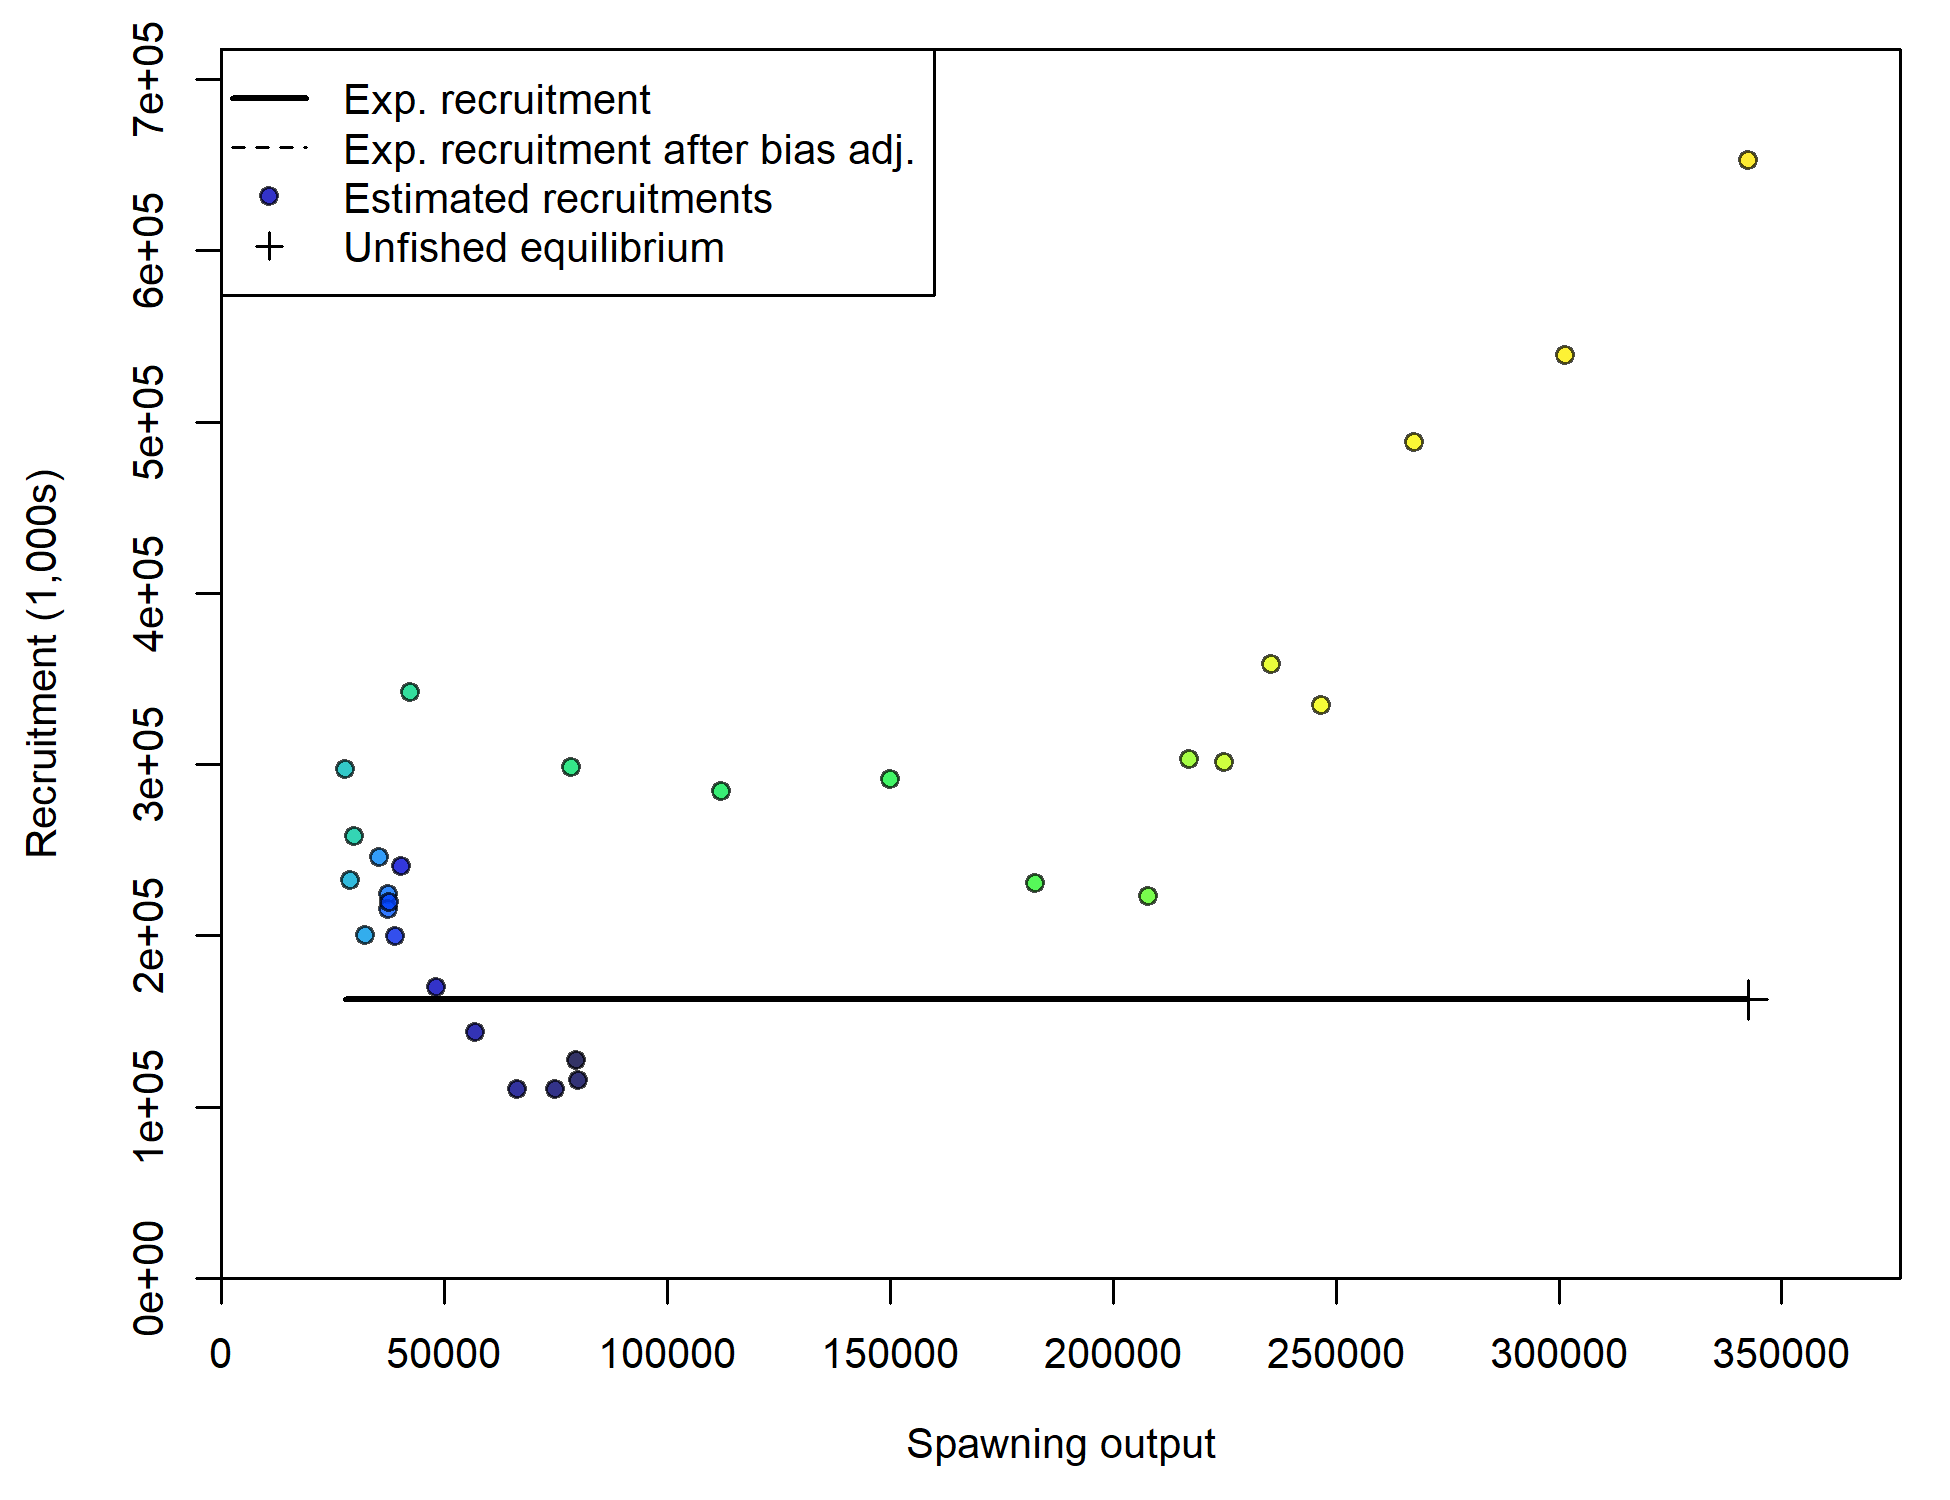 Exp. recruitment
Exp. recruitment after bias adj.
Estimated recruitments
Unfished equilibrium
Recruitment (1,000s)
7e+05
6e+05
5e+05
4e+05
3e+05
2e+05
1e+05
0e+00
0 50000 100000 150000 200000 250000 300000 350000
Spawning output